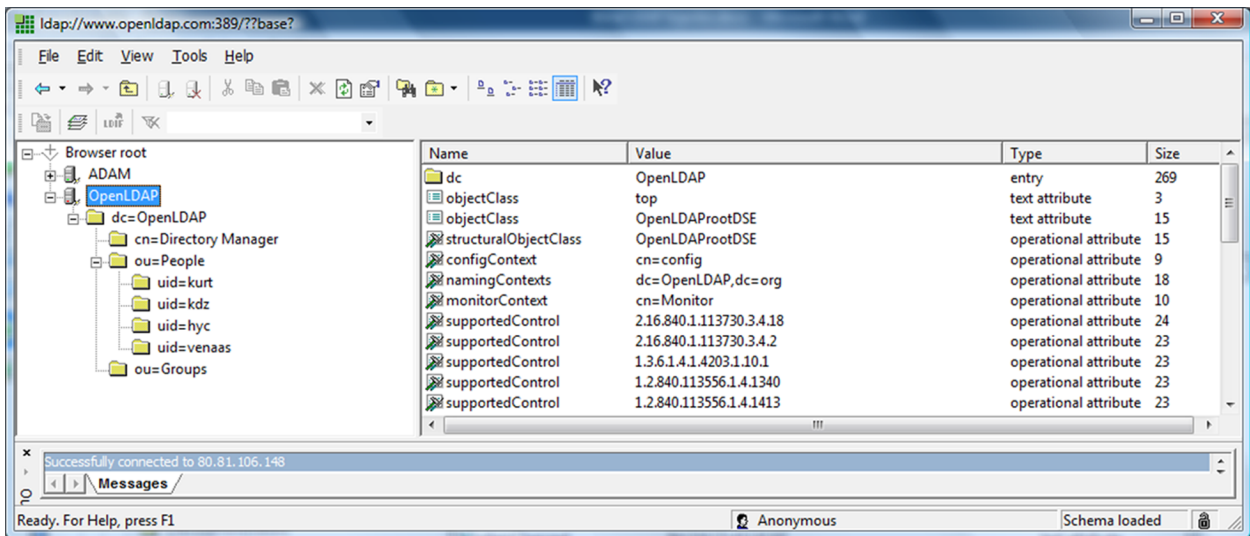 ldap://www.openldap.com:389/??base?
File Edit View Tools Help
LDIF
Browser root
ADAM
OpenLDAP
dc=OpenLDAP
cn=Directory Manager
ou=People
uid=kurt
uid=kdz
uid=hyc
uid=venaas
ou=Groups
Name Value Type Size
dc OpenLDAP entry 269
objectClass top text attribute 3
objectClass OpenLDAProotDSE text attribute 15
structuralObjectClass OpenLDAProotDSE operational attribute 15
configContext cn=config operational attribute 9
namingContexts dc=OpenLDAP,dc=org operational attribute 18
monitorContext cn=Monitor operational attribute 10
supportedControl 2.16.840.1.113730.3.4.18 operational attribute 24
supportedControl 2.16.840.1.113730.3.4.2 operational attribute 23
supportedControl 1.3.6.1.4.1.4203.1.10.1 operational attribute 23
supportedControl 1.2.840.113556.1.4.1340 operational attribute 23
supportedControl 1.2.840.113556.1.4.1413 operational attribute 23
Successfully connected to 80.81.106.148
Messages
Ou
Ready. For Help, press F1 Anonymous Schema loaded